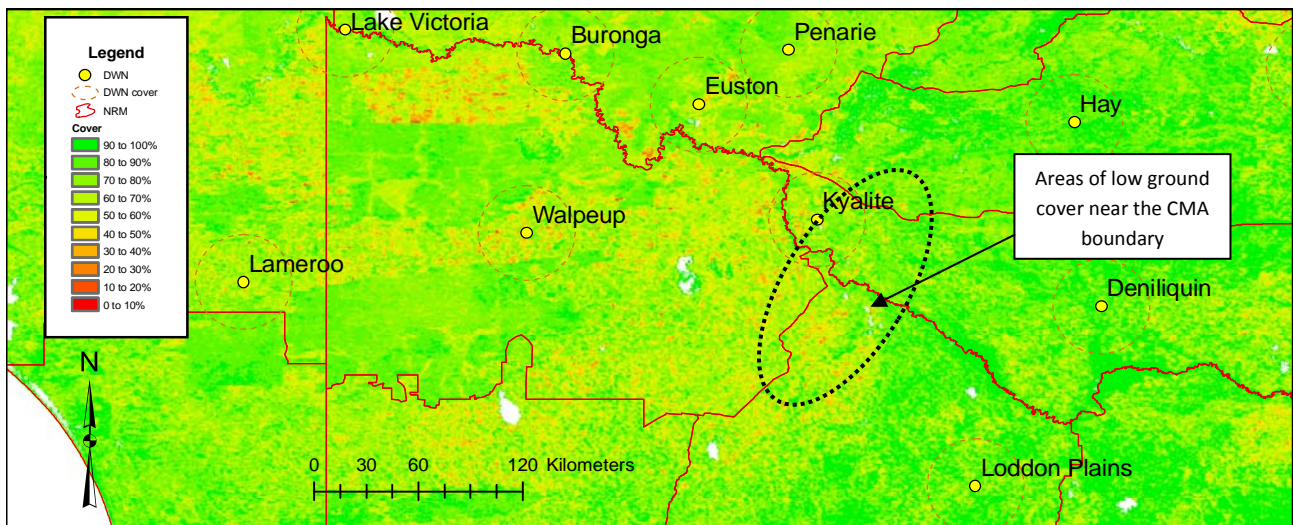 Legend
DWN
DWN cover
NRM
Cover
90 to 100%
80 to 90%
70 to 80%
60 to 70%
50 to 60%
40 to 50%
30 to 40%
20 to 30%
10 to 20%
0 to 10%
Lake Victoria
Buronga
Penarie
Euston
Hay
Areas of low ground
cover near the CMA
boundary
Kyalite
Walpeup
Lameroo
Deniliquin
N
0 30 60 120 Kilometers
Loddon Plains